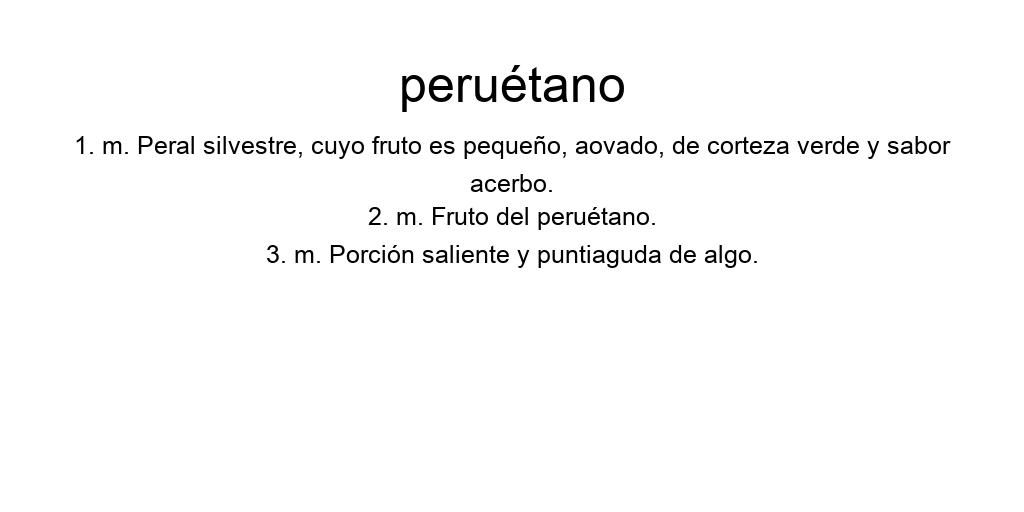 peruétano
1. m. Peral silvestre, cuyo fruto es pequeño, aovado, de corteza verde y sabor
acerbo.
2. m. Fruto del peruétano.
3. m. Porción saliente y puntiaguda de algo.